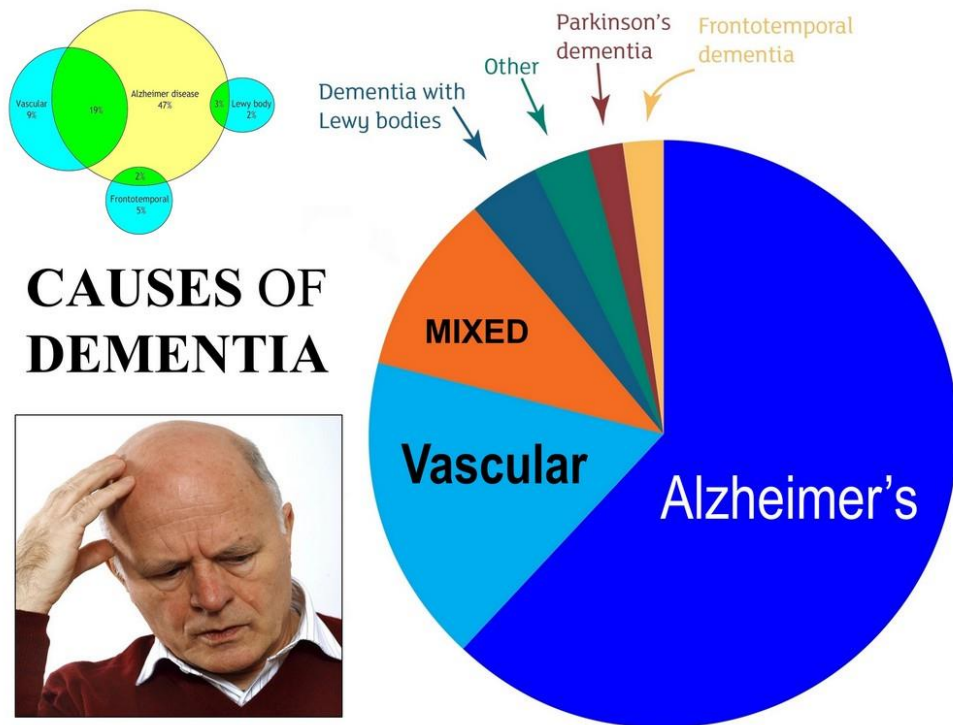 Vascular
9%
19%
Alzheimer disease
47%
3%
Lewy body
2%
2%
Frontotemporal
5%
CAUSES OF
DEMENTIA
Dementia with
Lewy bodies
Other
Parkinson's
dementia
Frontotemporal
dementia
MIXED
Vascular
Alzheimer's